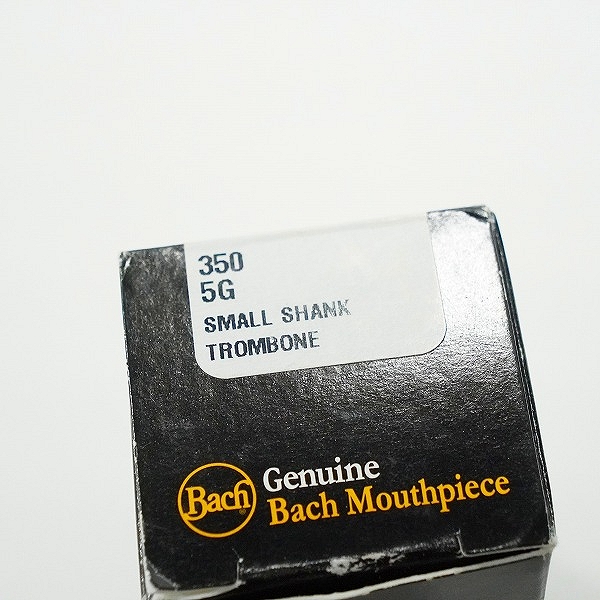 350
5G
SMALL SHANK
TROMBONE
Bach®
Genuine
Bach Mouthpiece